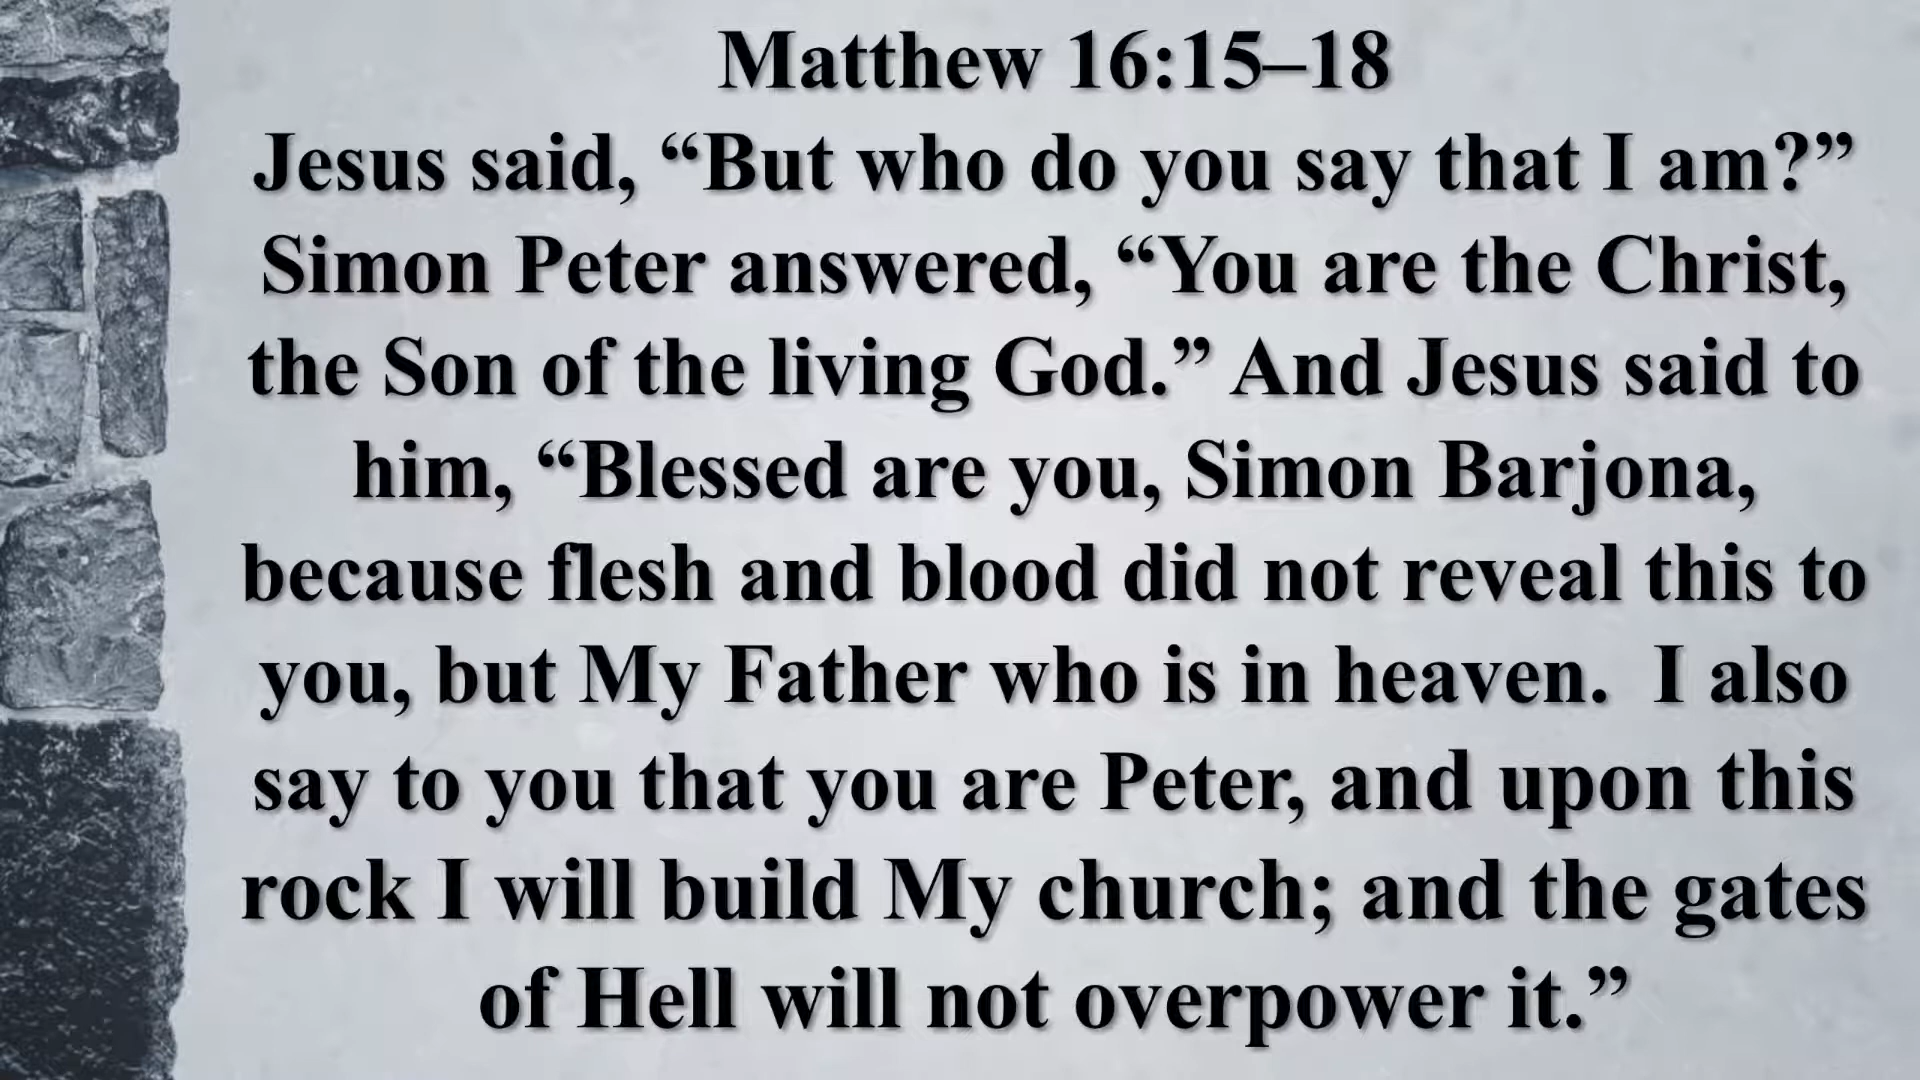 Matthew 16:15–18
Jesus said, “But who do you say that I am?”
Simon Peter answered, “You are the Christ,
the Son of the living God.” And Jesus said to
him, “Blessed are you, Simon Barjona,
because flesh and blood did not reveal this to
you, but My Father who is in heaven.  I also
say to you that you are Peter, and upon this
rock I will build My church; and the gates
of Hell will not overpower it.”